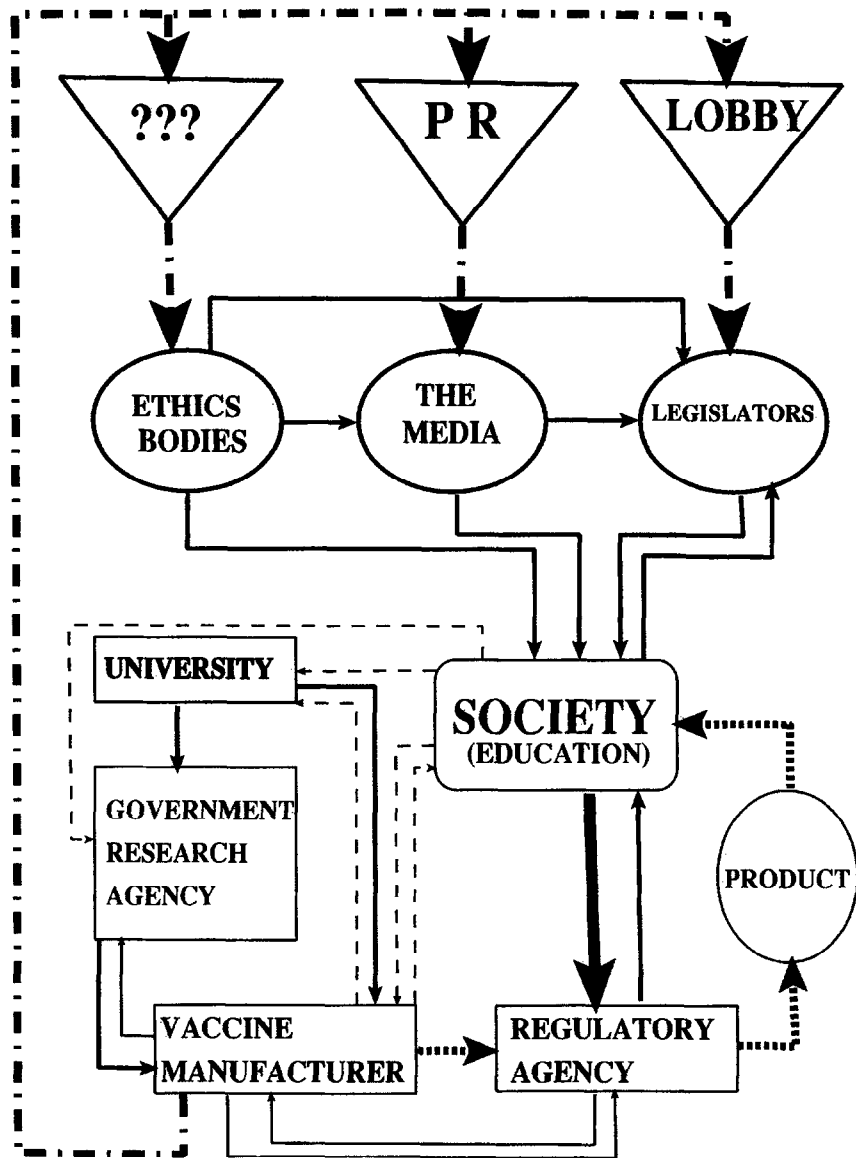 ???
P R
LOBBY
ETHICS
BODIES
THE
MEDIA
LEGISLATORS
UNIVERSITY
SOCIETY
(EDUCATION)
GOVERNMENT
RESEARCH
AGENCY
PRODUCT
VACCINE
MANUFACTURER
REGULATORY
AGENCY